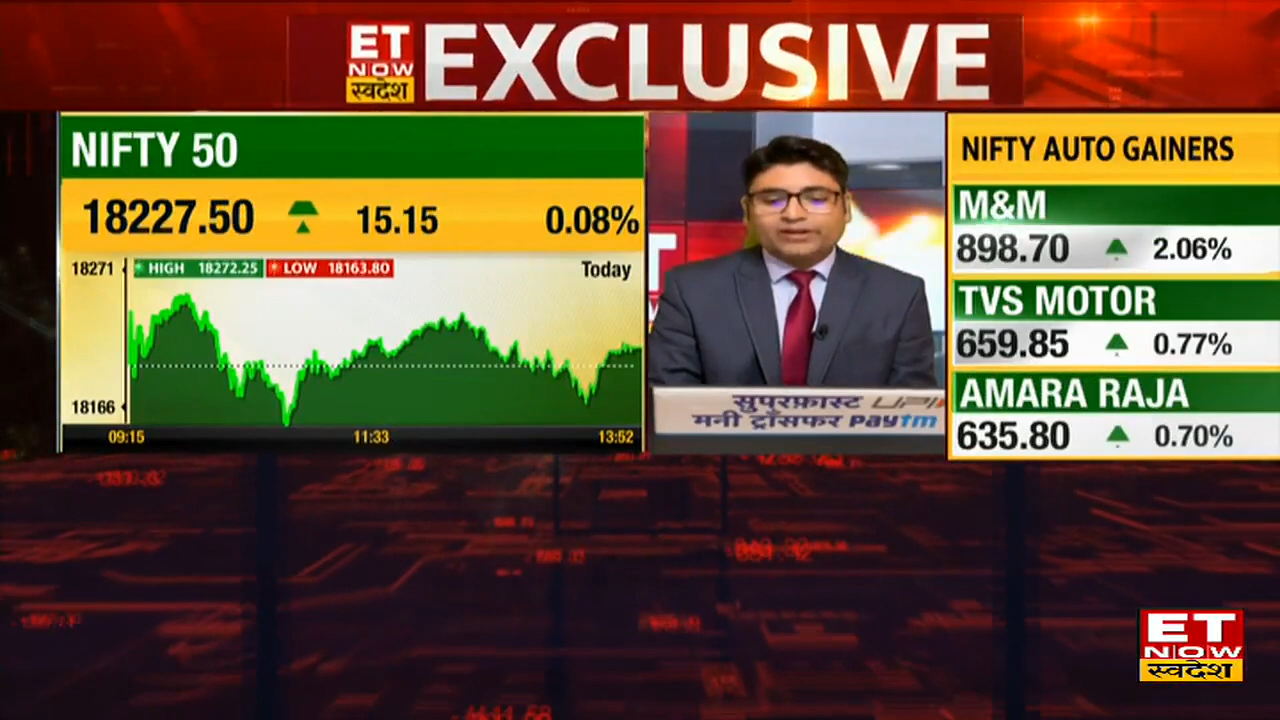 ET
NOW
स्वदेश
EXCLUSIVE
NIFTY 50
18227.50 15.15 0.08%
18271
HIGH 18272.25 LOW 18163.80
Today
18166
09:15 11:33 13:52
सुपरफ़ास्ट UPI
मनी ट्राँसफर paytm
NIFTY AUTO GAINERS
M&M
898.70 2.06%
TVS MOTOR
659.85 0.77%
AMARA RAJA
635.80 0.70%
ET
NOW
स्वदेश